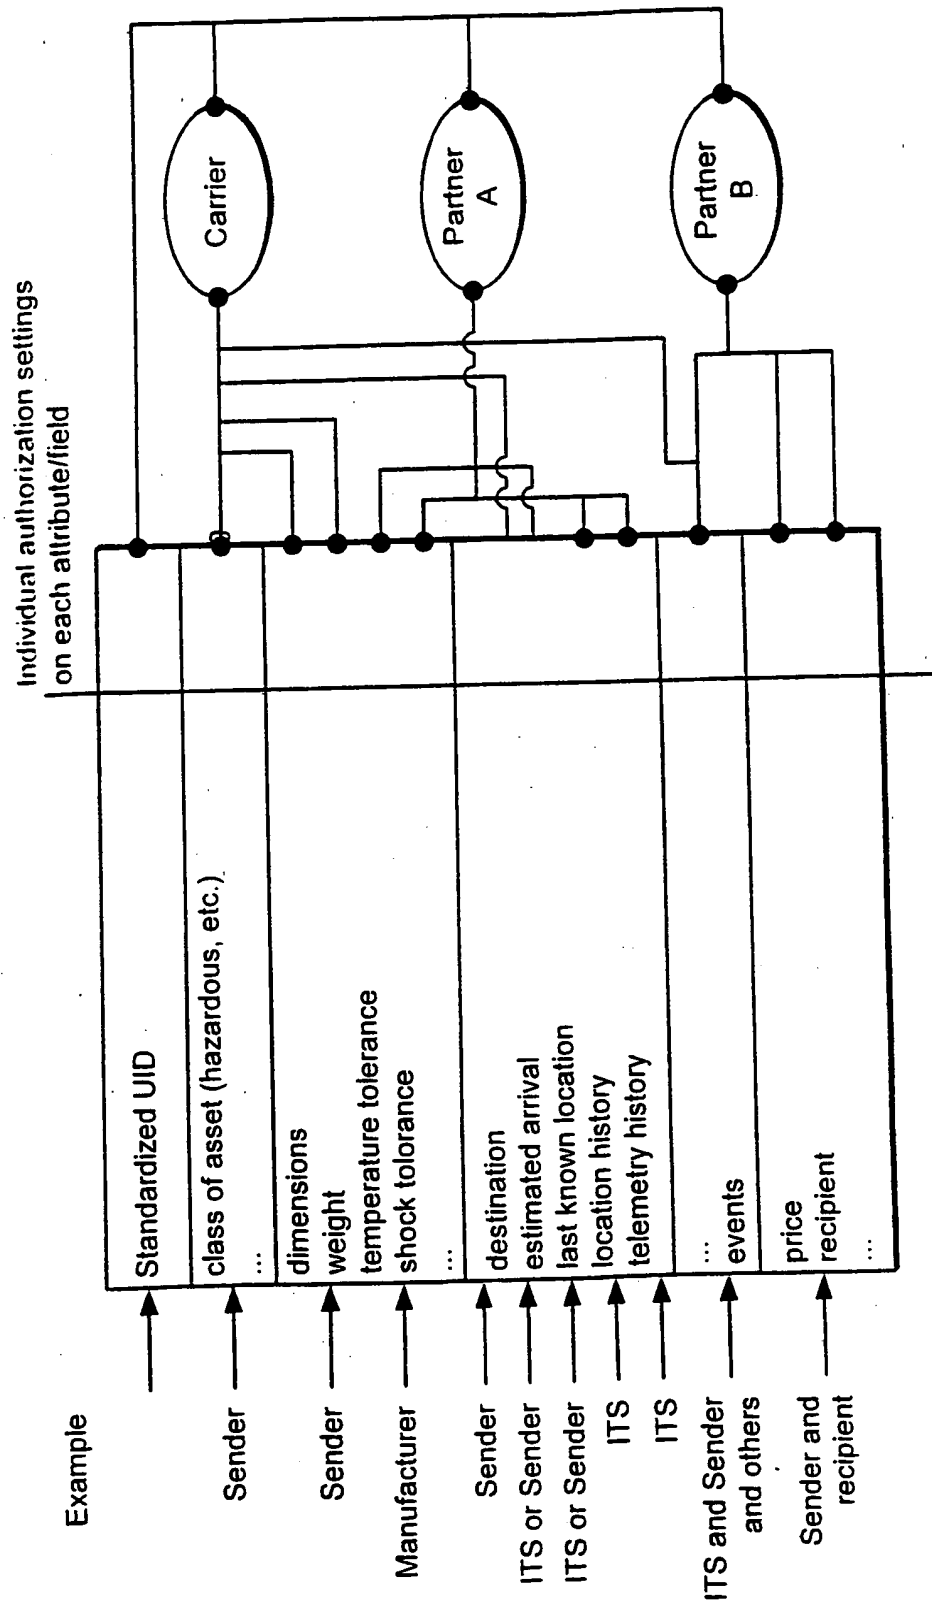 Individual authorization settings
on each attribute/field
Example
Standardized UID
Sender
class of asset (hazardous, etc.)
...
Sender
dimensions
weight
temperature tolerance
Manufacturer
shock tolorance
...
Sender
destination
ITS or Sender
estimated arrival
ITS or Sender
last known location
ITS
location history
ITS
telemetry history
ITS and Sender
and others
...
events
Sender and
recipient
price
recipient
...
Carrier
Partner
A
Partner
B